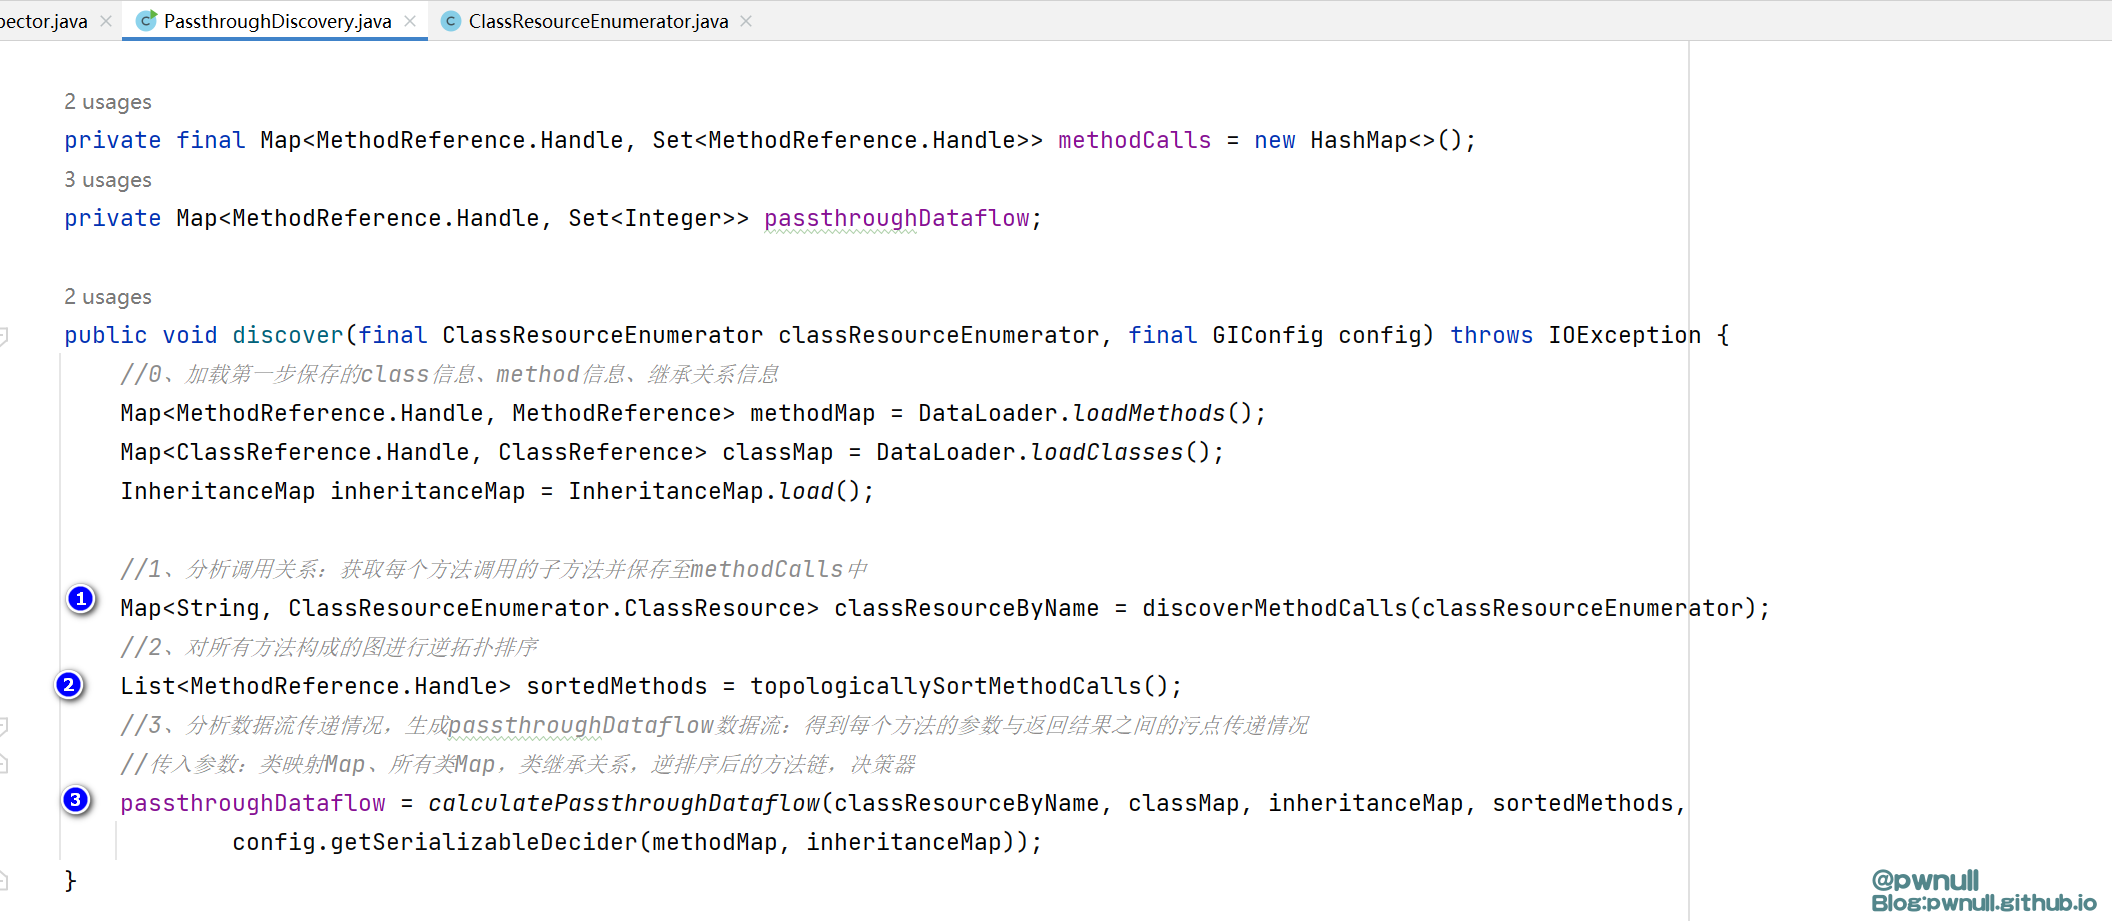 pector.java PassthroughDiscovery.java ClassResourceEnumerator.java
2 usages
private final Map<MethodReference.Handle, Set<MethodReference.Handle>> methodCalls = new HashMap<>();
3 usages
private Map<MethodReference.Handle, Set<Integer>> passthroughDataflow;
2 usages
public void discover(final ClassResourceEnumerator classResourceEnumerator, final GIConfig config) throws IOException {
//0、加载第一步保存的class信息、method信息、继承关系信息
Map<MethodReference.Handle, MethodReference> methodMap = DataLoader.loadMethods();
Map<ClassReference.Handle, ClassReference> classMap = DataLoader.loadClasses();
InheritanceMap inheritanceMap = InheritanceMap.load();
//1、分析调用关系：获取每个方法调用的子方法并保存至methodCalls中
1 Map<String, ClassResourceEnumerator.ClassResource> classResourceByName = discoverMethodCalls(classResourceEnumerator);
//2、对所有方法构成的图进行逆拓扑排序
2 List<MethodReference.Handle> sortedMethods = topologicallySortMethodCalls();
//3、分析数据流传递情况，生成passthroughDataflow数据流：得到每个方法的参数与返回结果之间的污点传递情况
//传入参数：类映射Map、所有类Map，类继承关系，逆排序后的方法链，决策器
3 passthroughDataflow = calculatePassthroughDataflow(classResourceByName, classMap, inheritanceMap, sortedMethods,
config.getSerializableDecider(methodMap, inheritanceMap));
}
@pwnull
Blog:pwnull.github.io